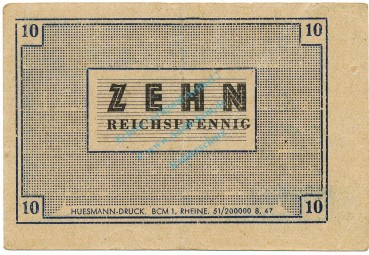 10 10
ZEHN
REICHSPFENNIG
10 10
HUESMANN-DRUCK. BCM 1, RHEINE. 51/200000 8, 47